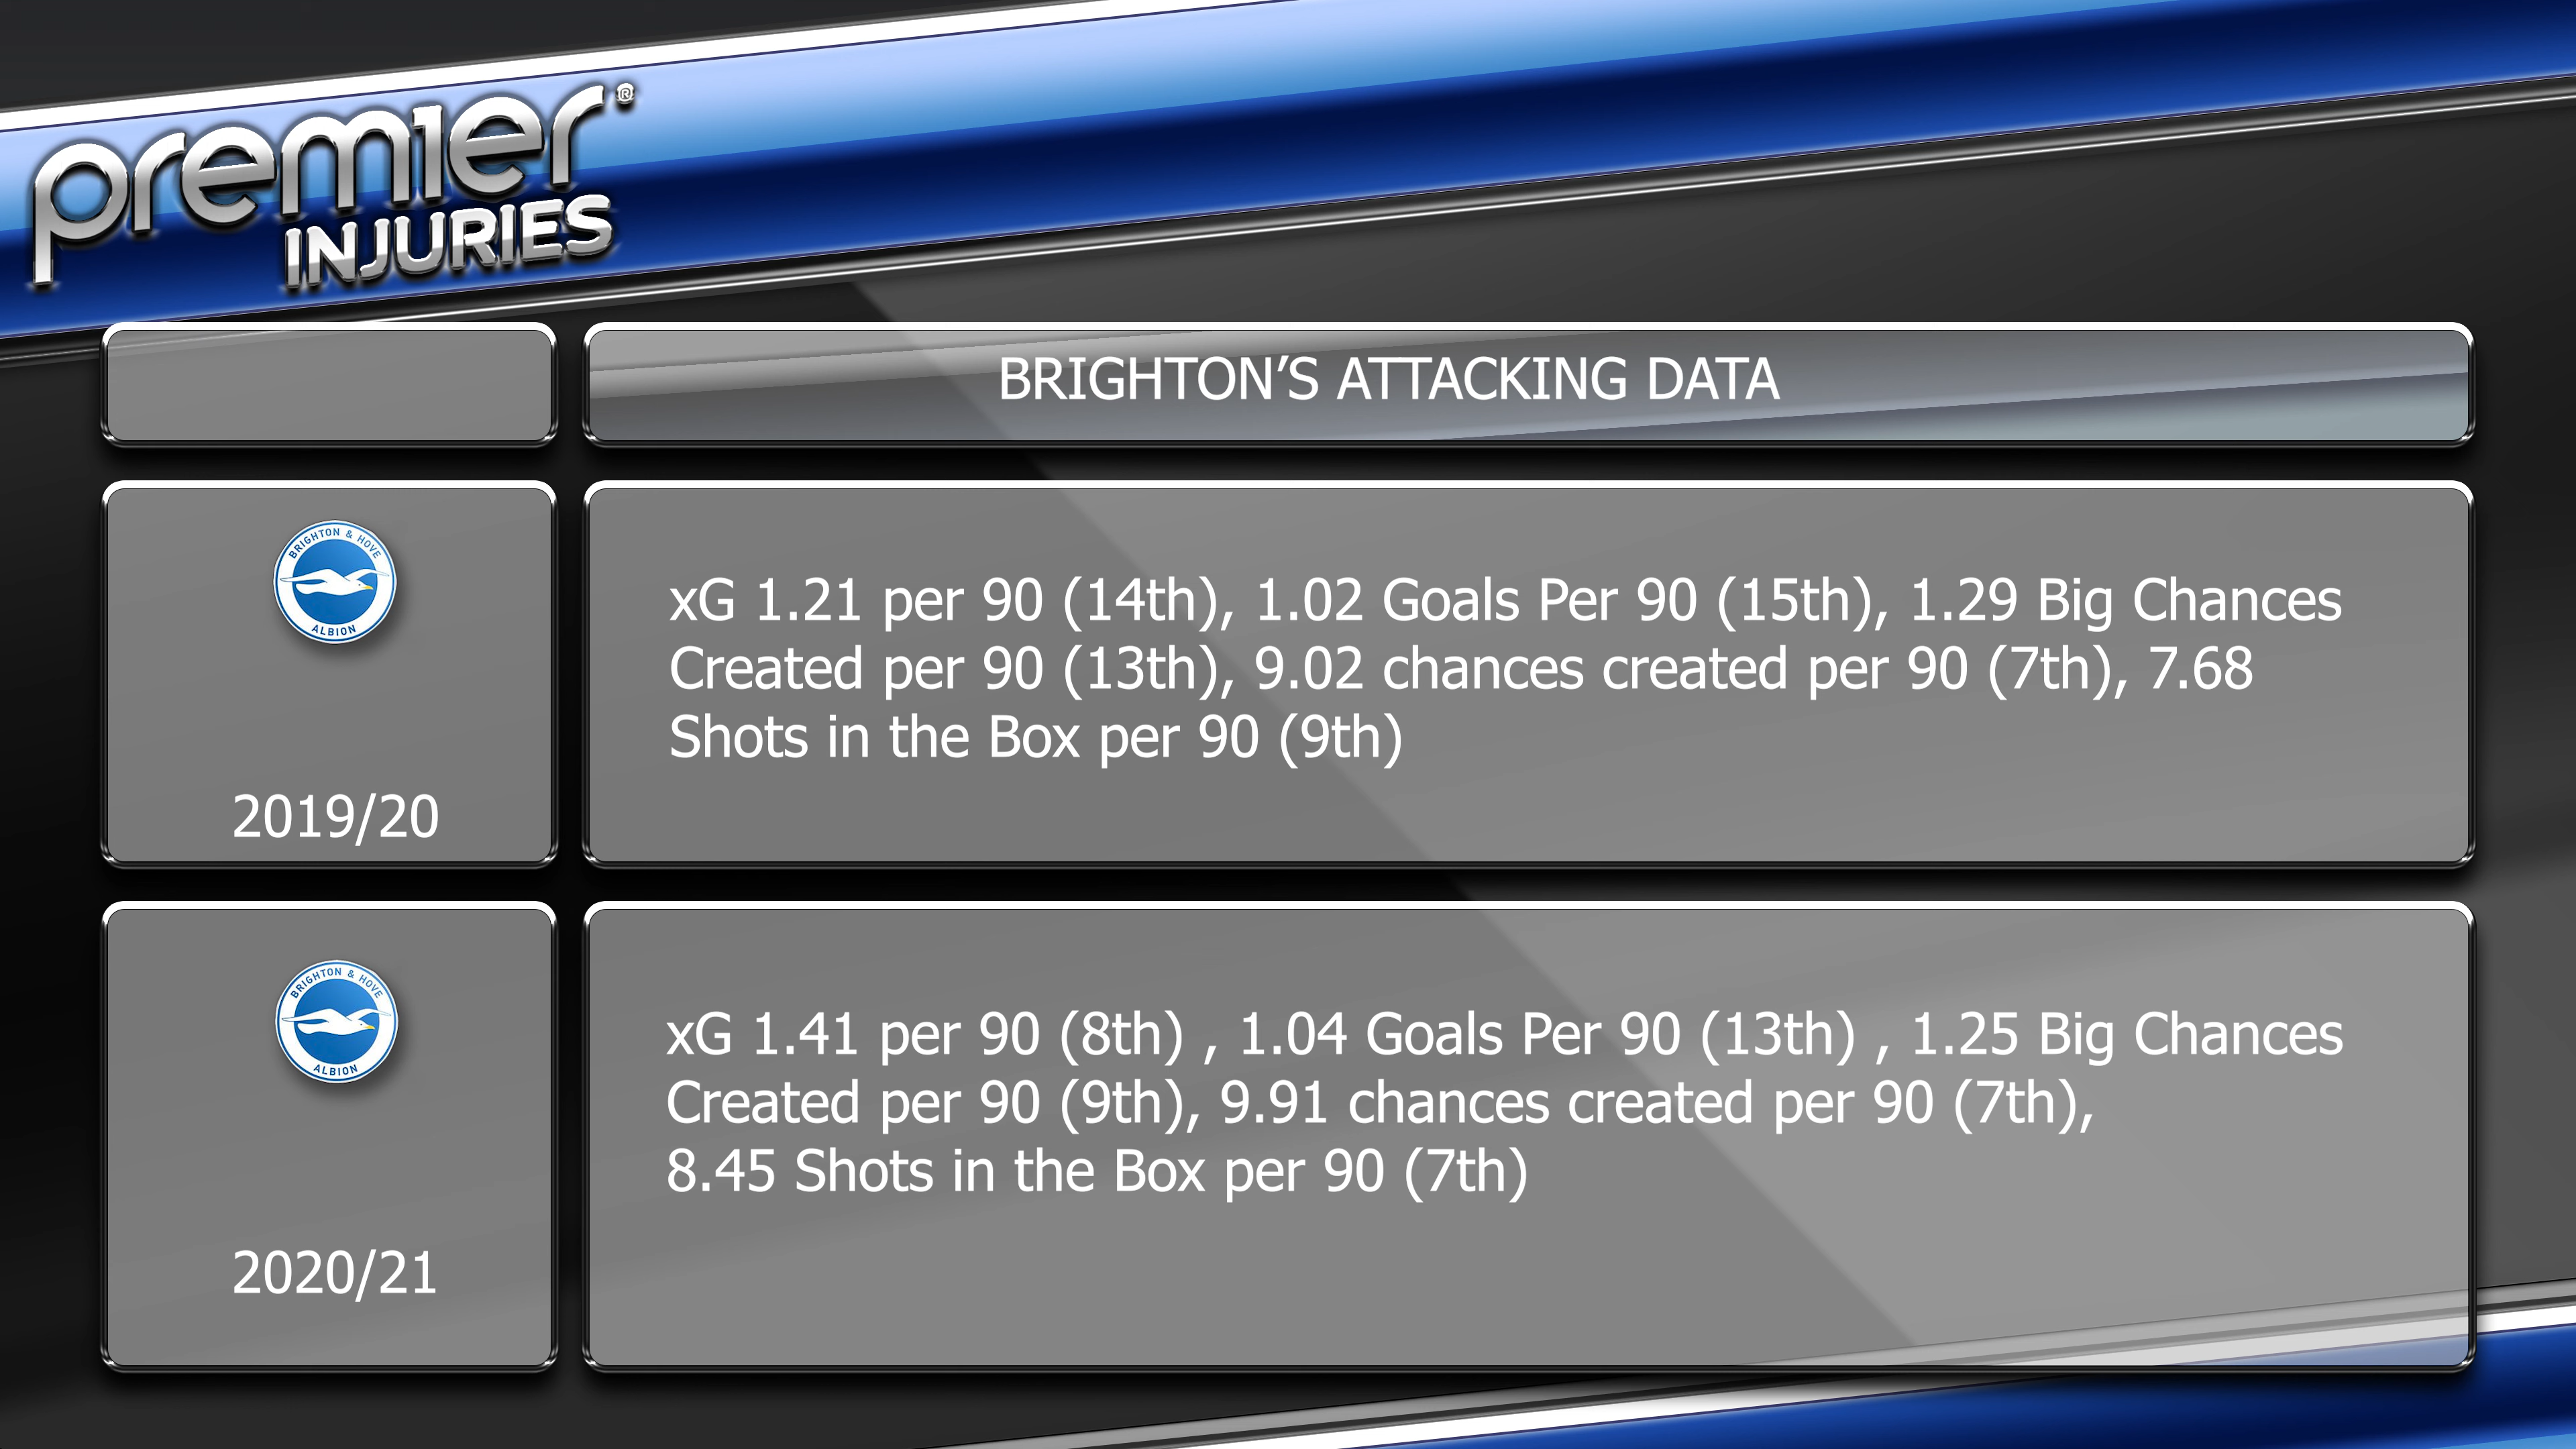 premier®
INJURIES
BRIGHTON’S ATTACKING DATA
BRIGHTON & HOVE
ALBION
2019/20
xG 1.21 per 90 (14th), 1.02 Goals Per 90 (15th), 1.29 Big Chances
Created per 90 (13th), 9.02 chances created per 90 (7th), 7.68
Shots in the Box per 90 (9th)
BRIGHTON & HOVE
ALBION
2020/21
xG 1.41 per 90 (8th) , 1.04 Goals Per 90 (13th) , 1.25 Big Chances
Created per 90 (9th), 9.91 chances created per 90 (7th),
8.45 Shots in the Box per 90 (7th)